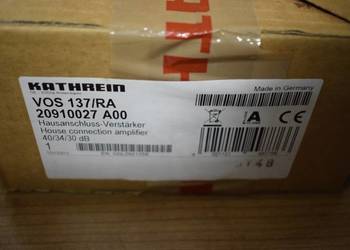 KATHREIN
Made in Germany
VOS 137/RA
20910027 A00
Hausanschluss-Verstärker
House connection amplifier
40/34/30 dB
A
CE
1